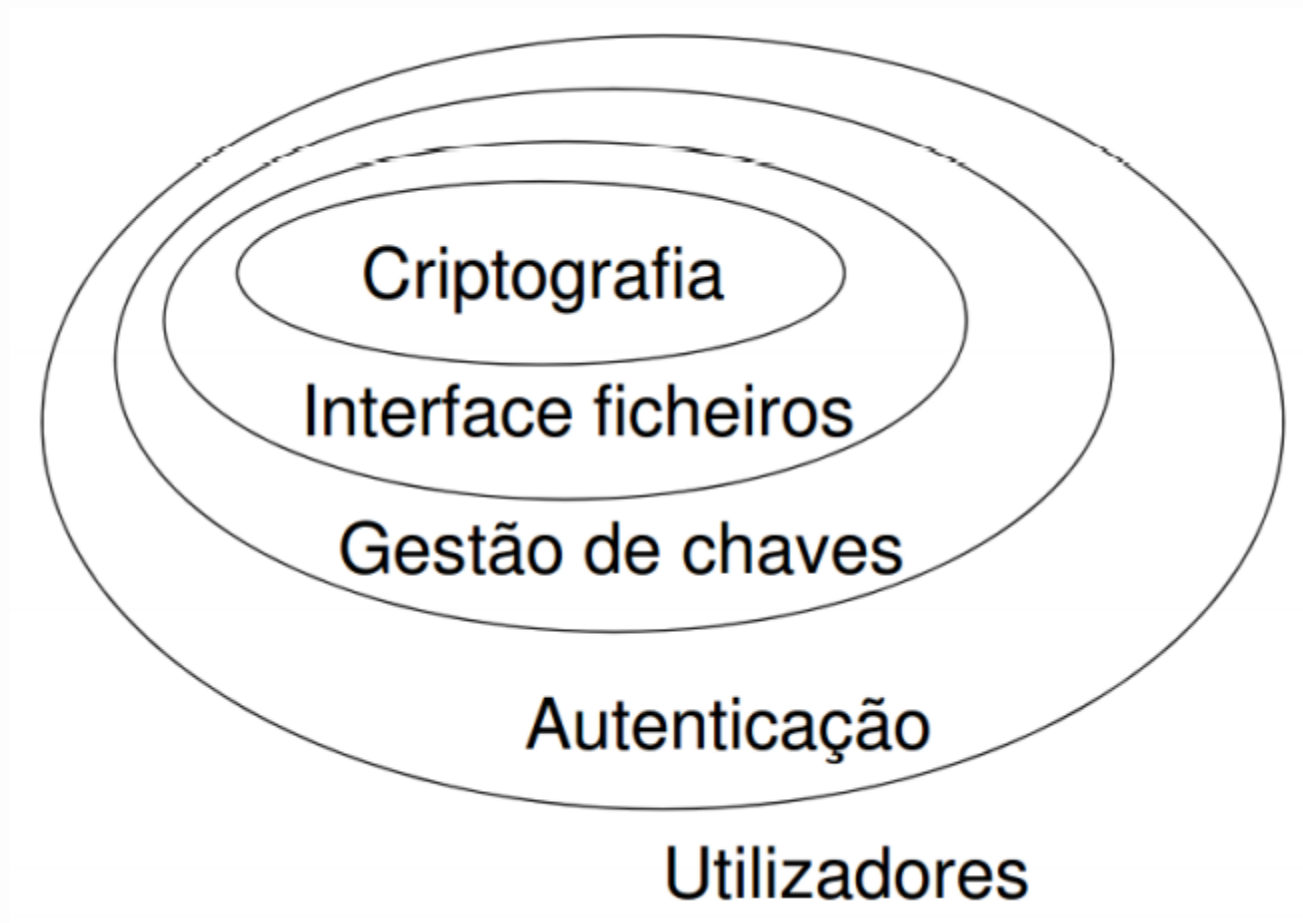 Criptografia
Interface ficheiros
Gestão de chaves
Autenticação
Utilizadores